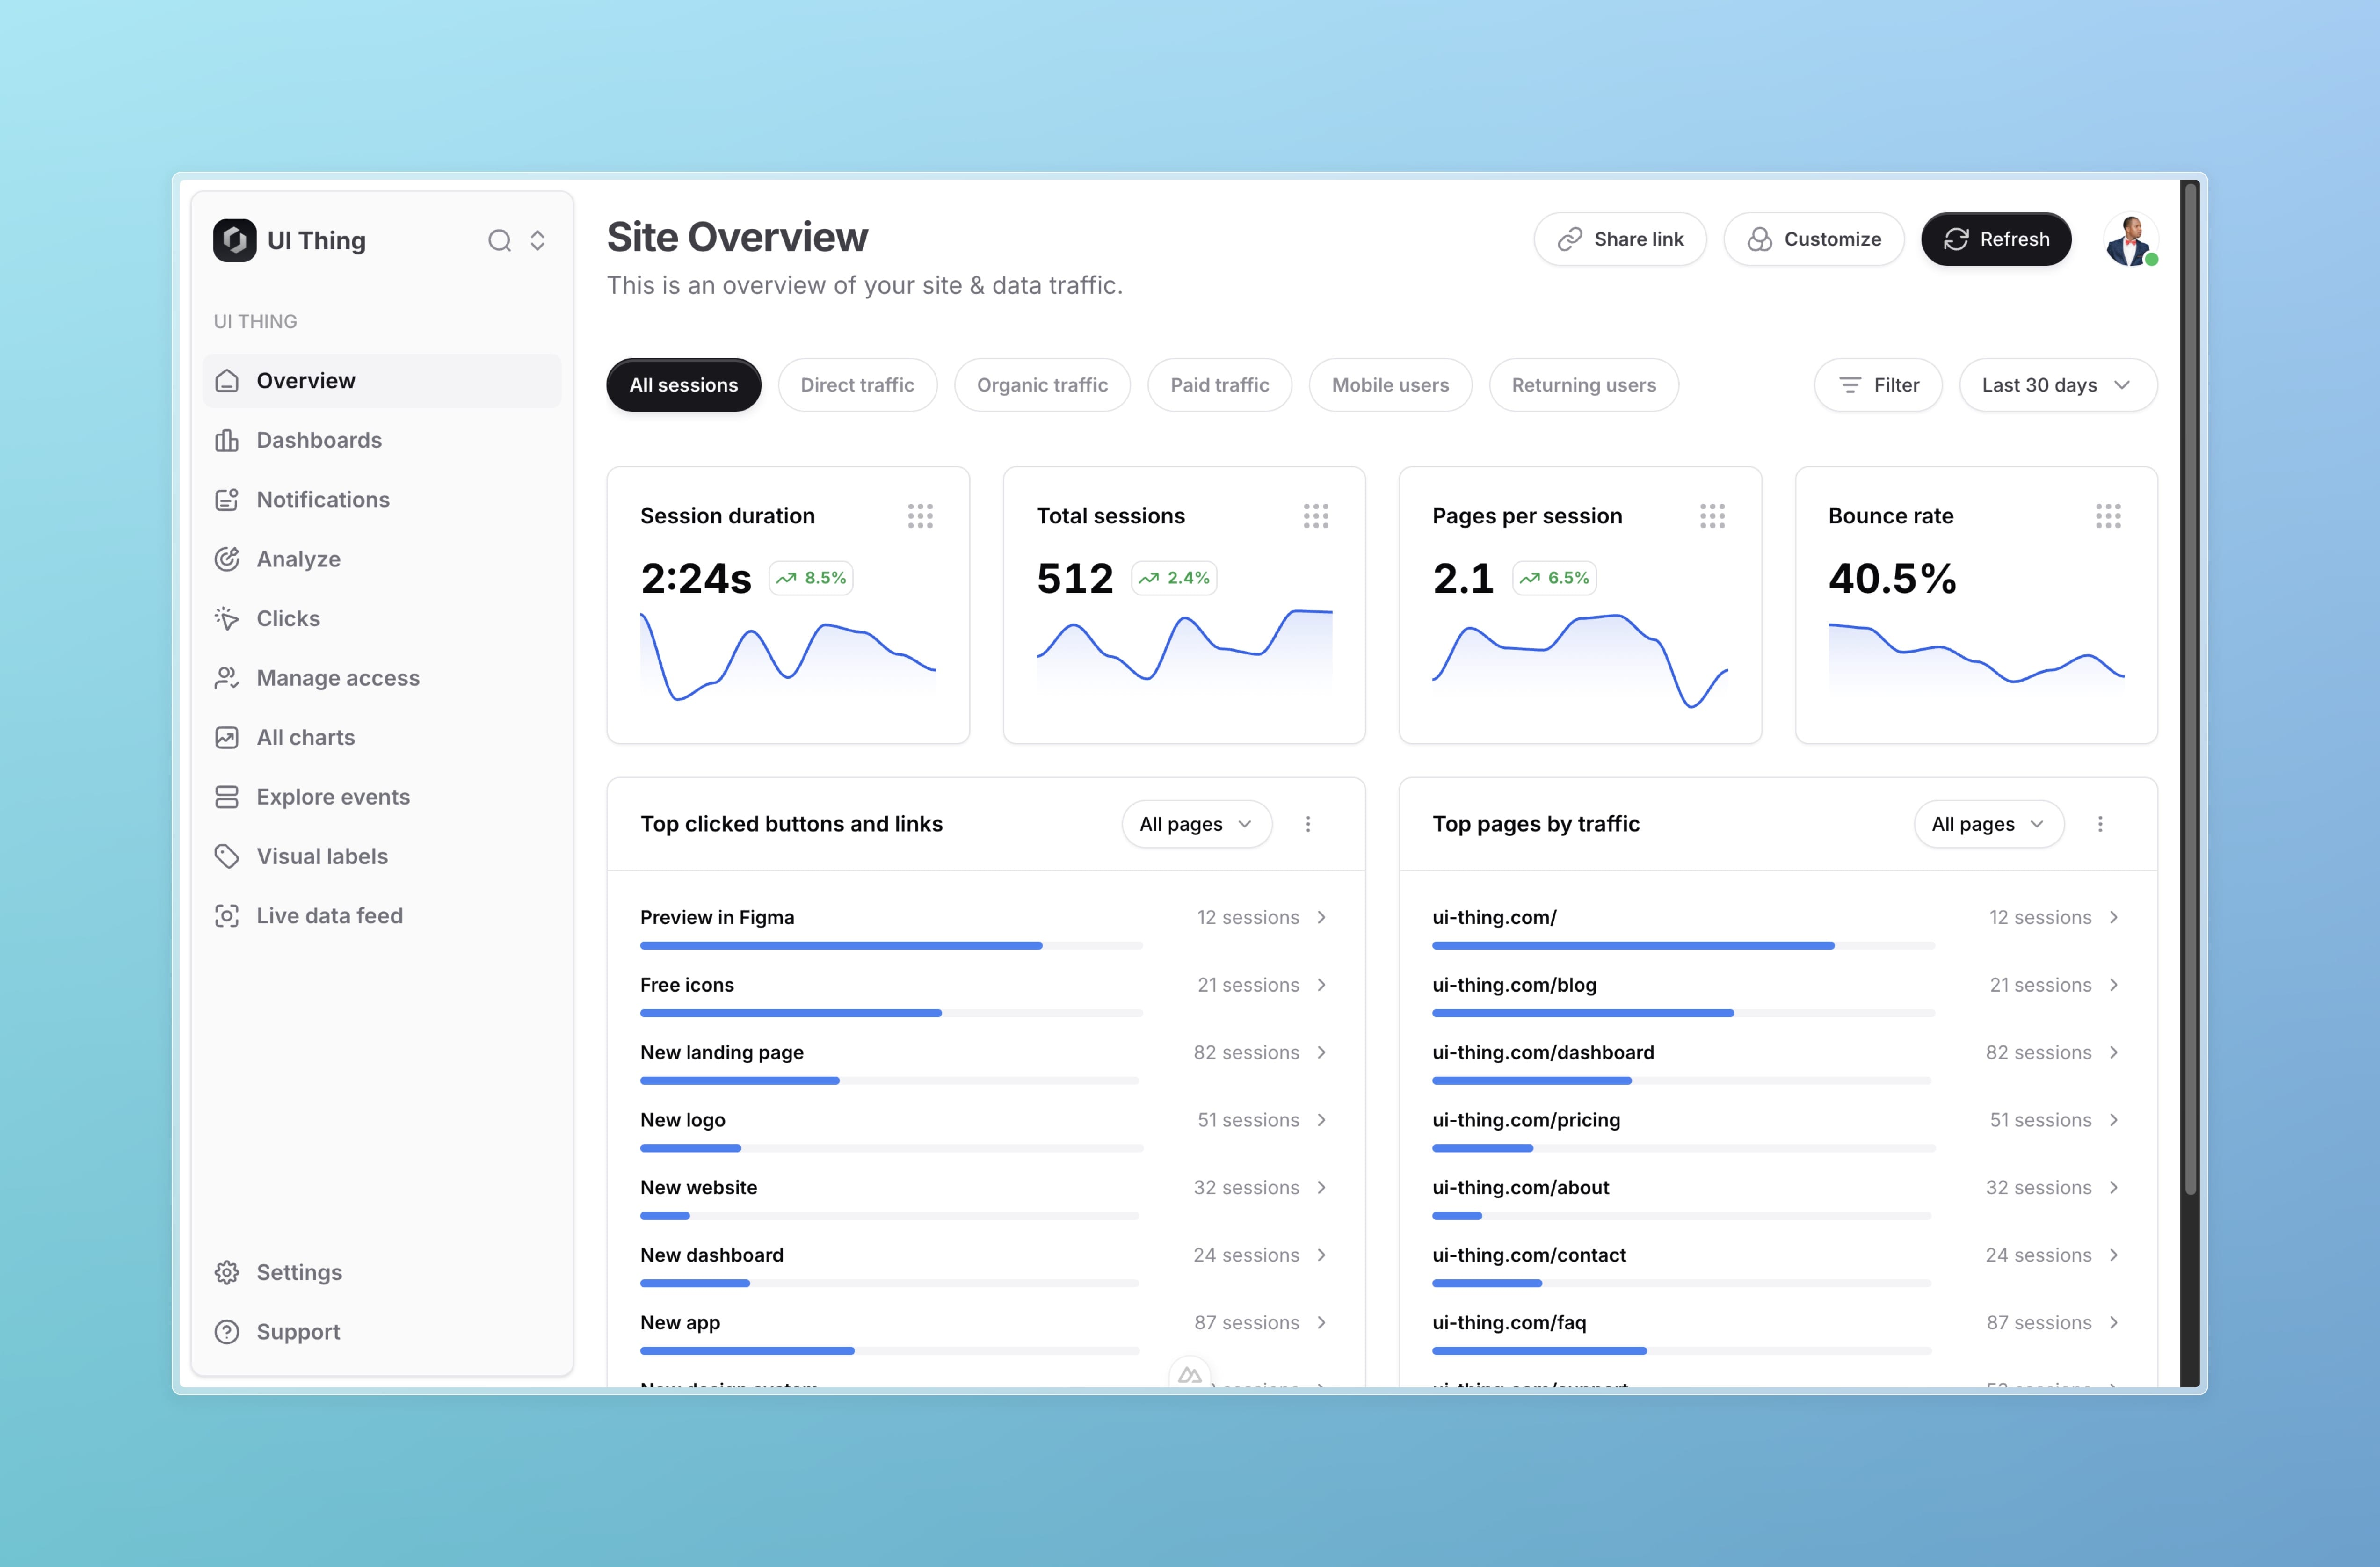 UI Thing
UI THING
Overview
Dashboards
Notifications
Analyze
Clicks
Manage access
All charts
Explore events
Visual labels
Live data feed
Settings
Support
Site Overview
This is an overview of your site & data traffic.
Share link
Customize
Refresh
All sessions
Direct traffic
Organic traffic
Paid traffic
Mobile users
Returning users
Filter
Last 30 days
Session duration
2:24s 8.5%
Total sessions
512 2.4%
Pages per session
2.1 6.5%
Bounce rate
40.5%
Top clicked buttons and links
All pages
Preview in Figma 12 sessions
Free icons 21 sessions
New landing page 82 sessions
New logo 51 sessions
New website 32 sessions
New dashboard 24 sessions
New app 87 sessions
New design system
Top pages by traffic
All pages
ui-thing.com/ 12 sessions
ui-thing.com/blog 21 sessions
ui-thing.com/dashboard 82 sessions
ui-thing.com/pricing 51 sessions
ui-thing.com/about 32 sessions
ui-thing.com/contact 24 sessions
ui-thing.com/faq 87 sessions
ui-thing.com/support